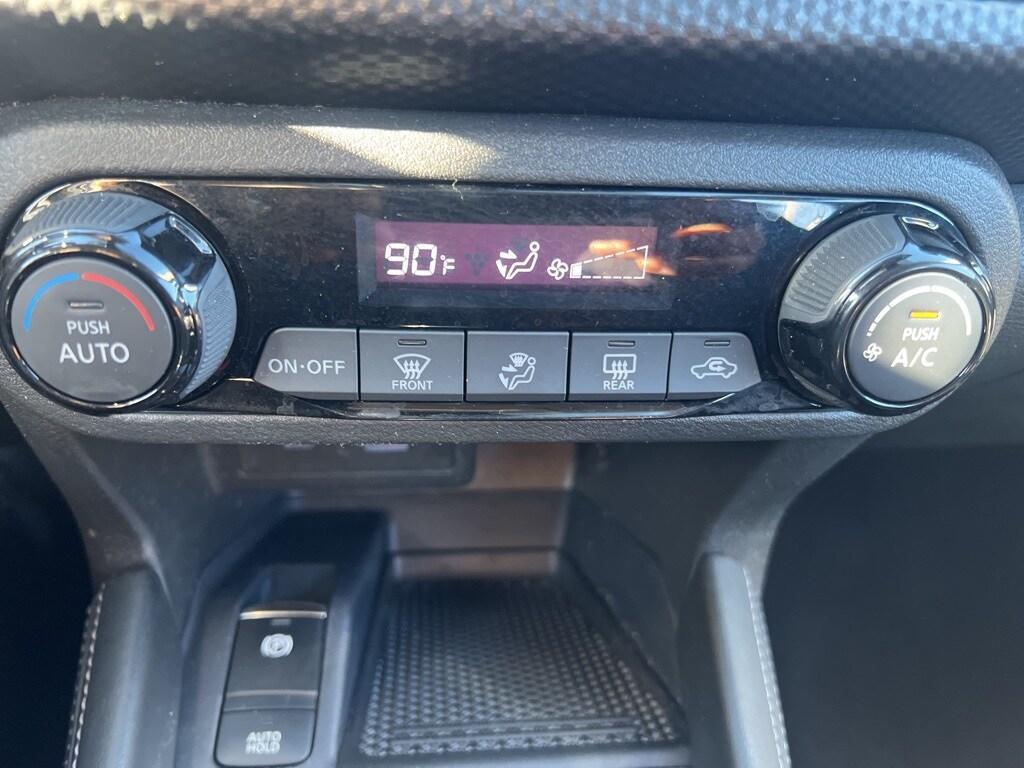 90°F
PUSH
AUTO
ON·OFF
FRONT
REAR
PUSH
A/C
AUTO
HOLD